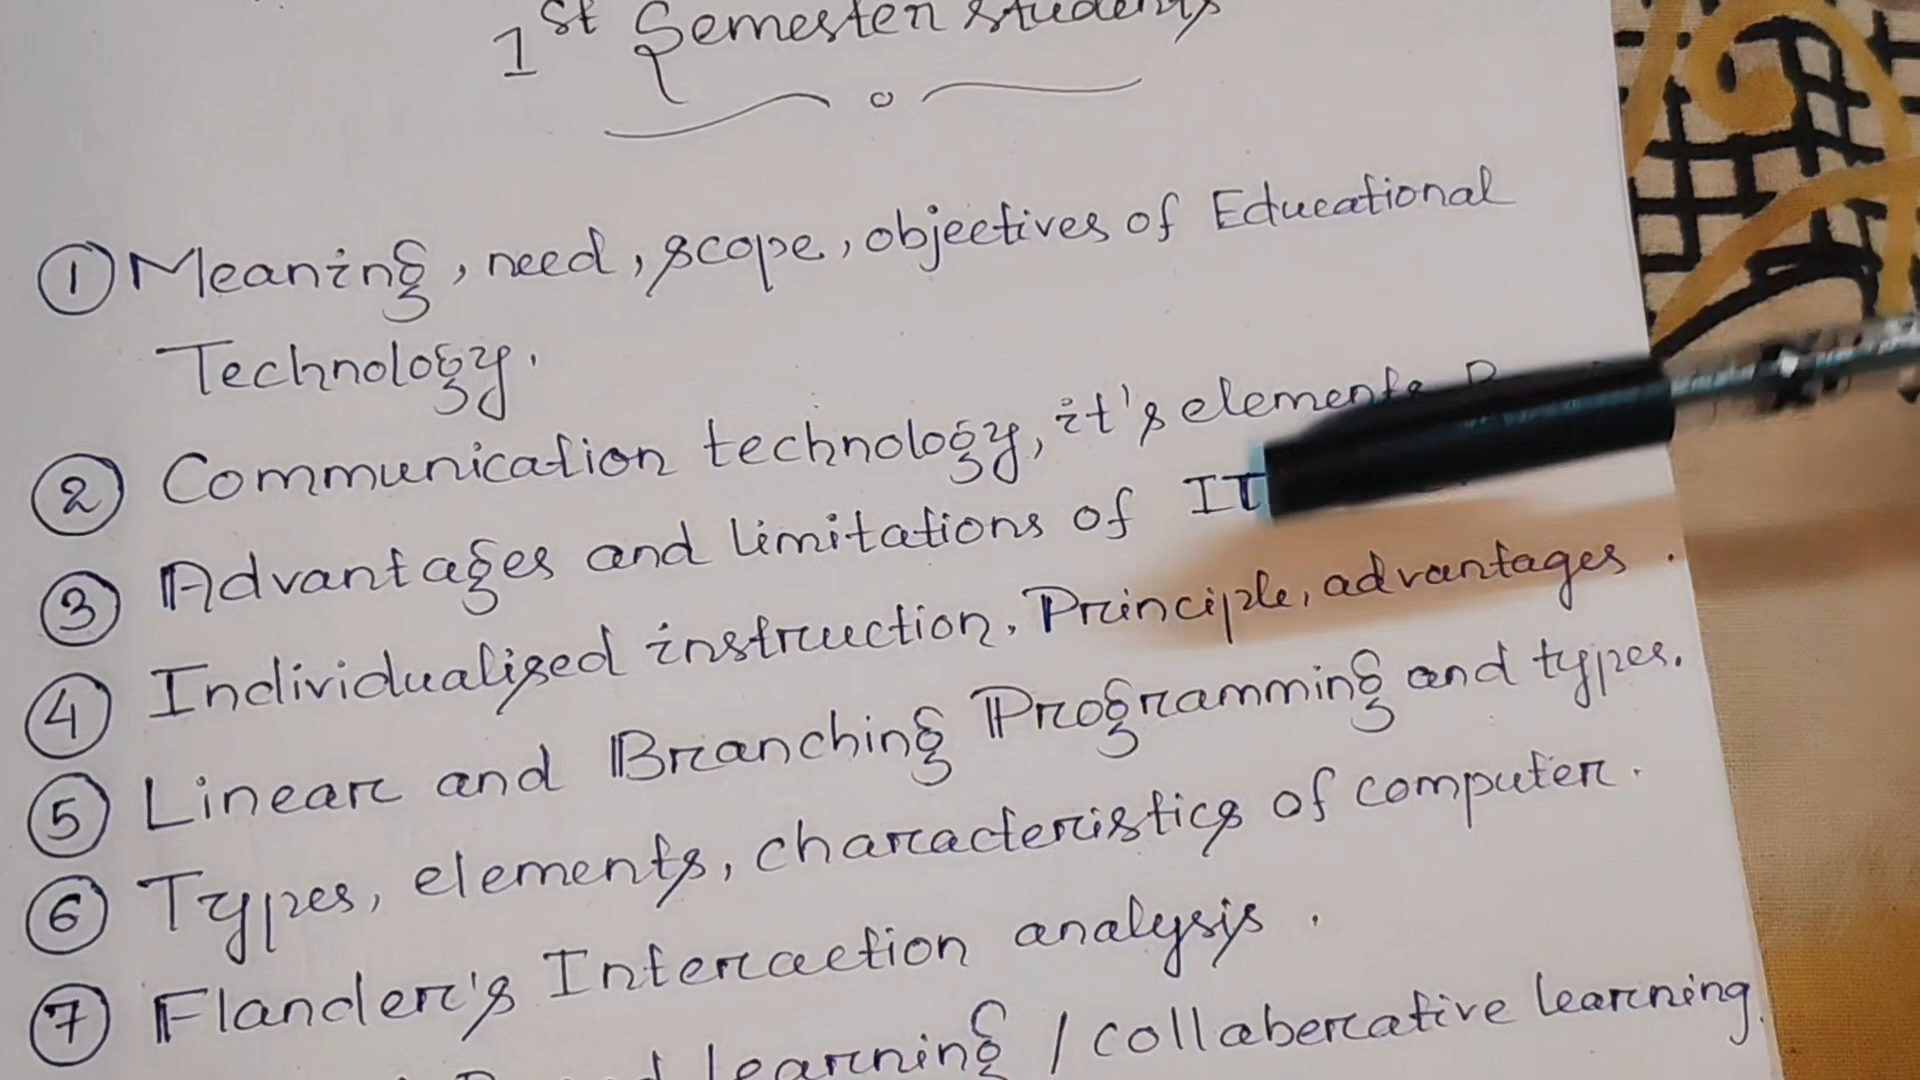 1st Semester students
① Meaning, need, scope, objectives of Educational
Technology.
② Communication technology, it's elements
③ Advantages and limitations of
④ Individualised instruction. Principle, advantages.
⑤ Linear and Branching Programming and types.
⑥ Types, elements, characteristics of computer.
⑦ Flander's Interaction analysis.
learning / collaberative learning